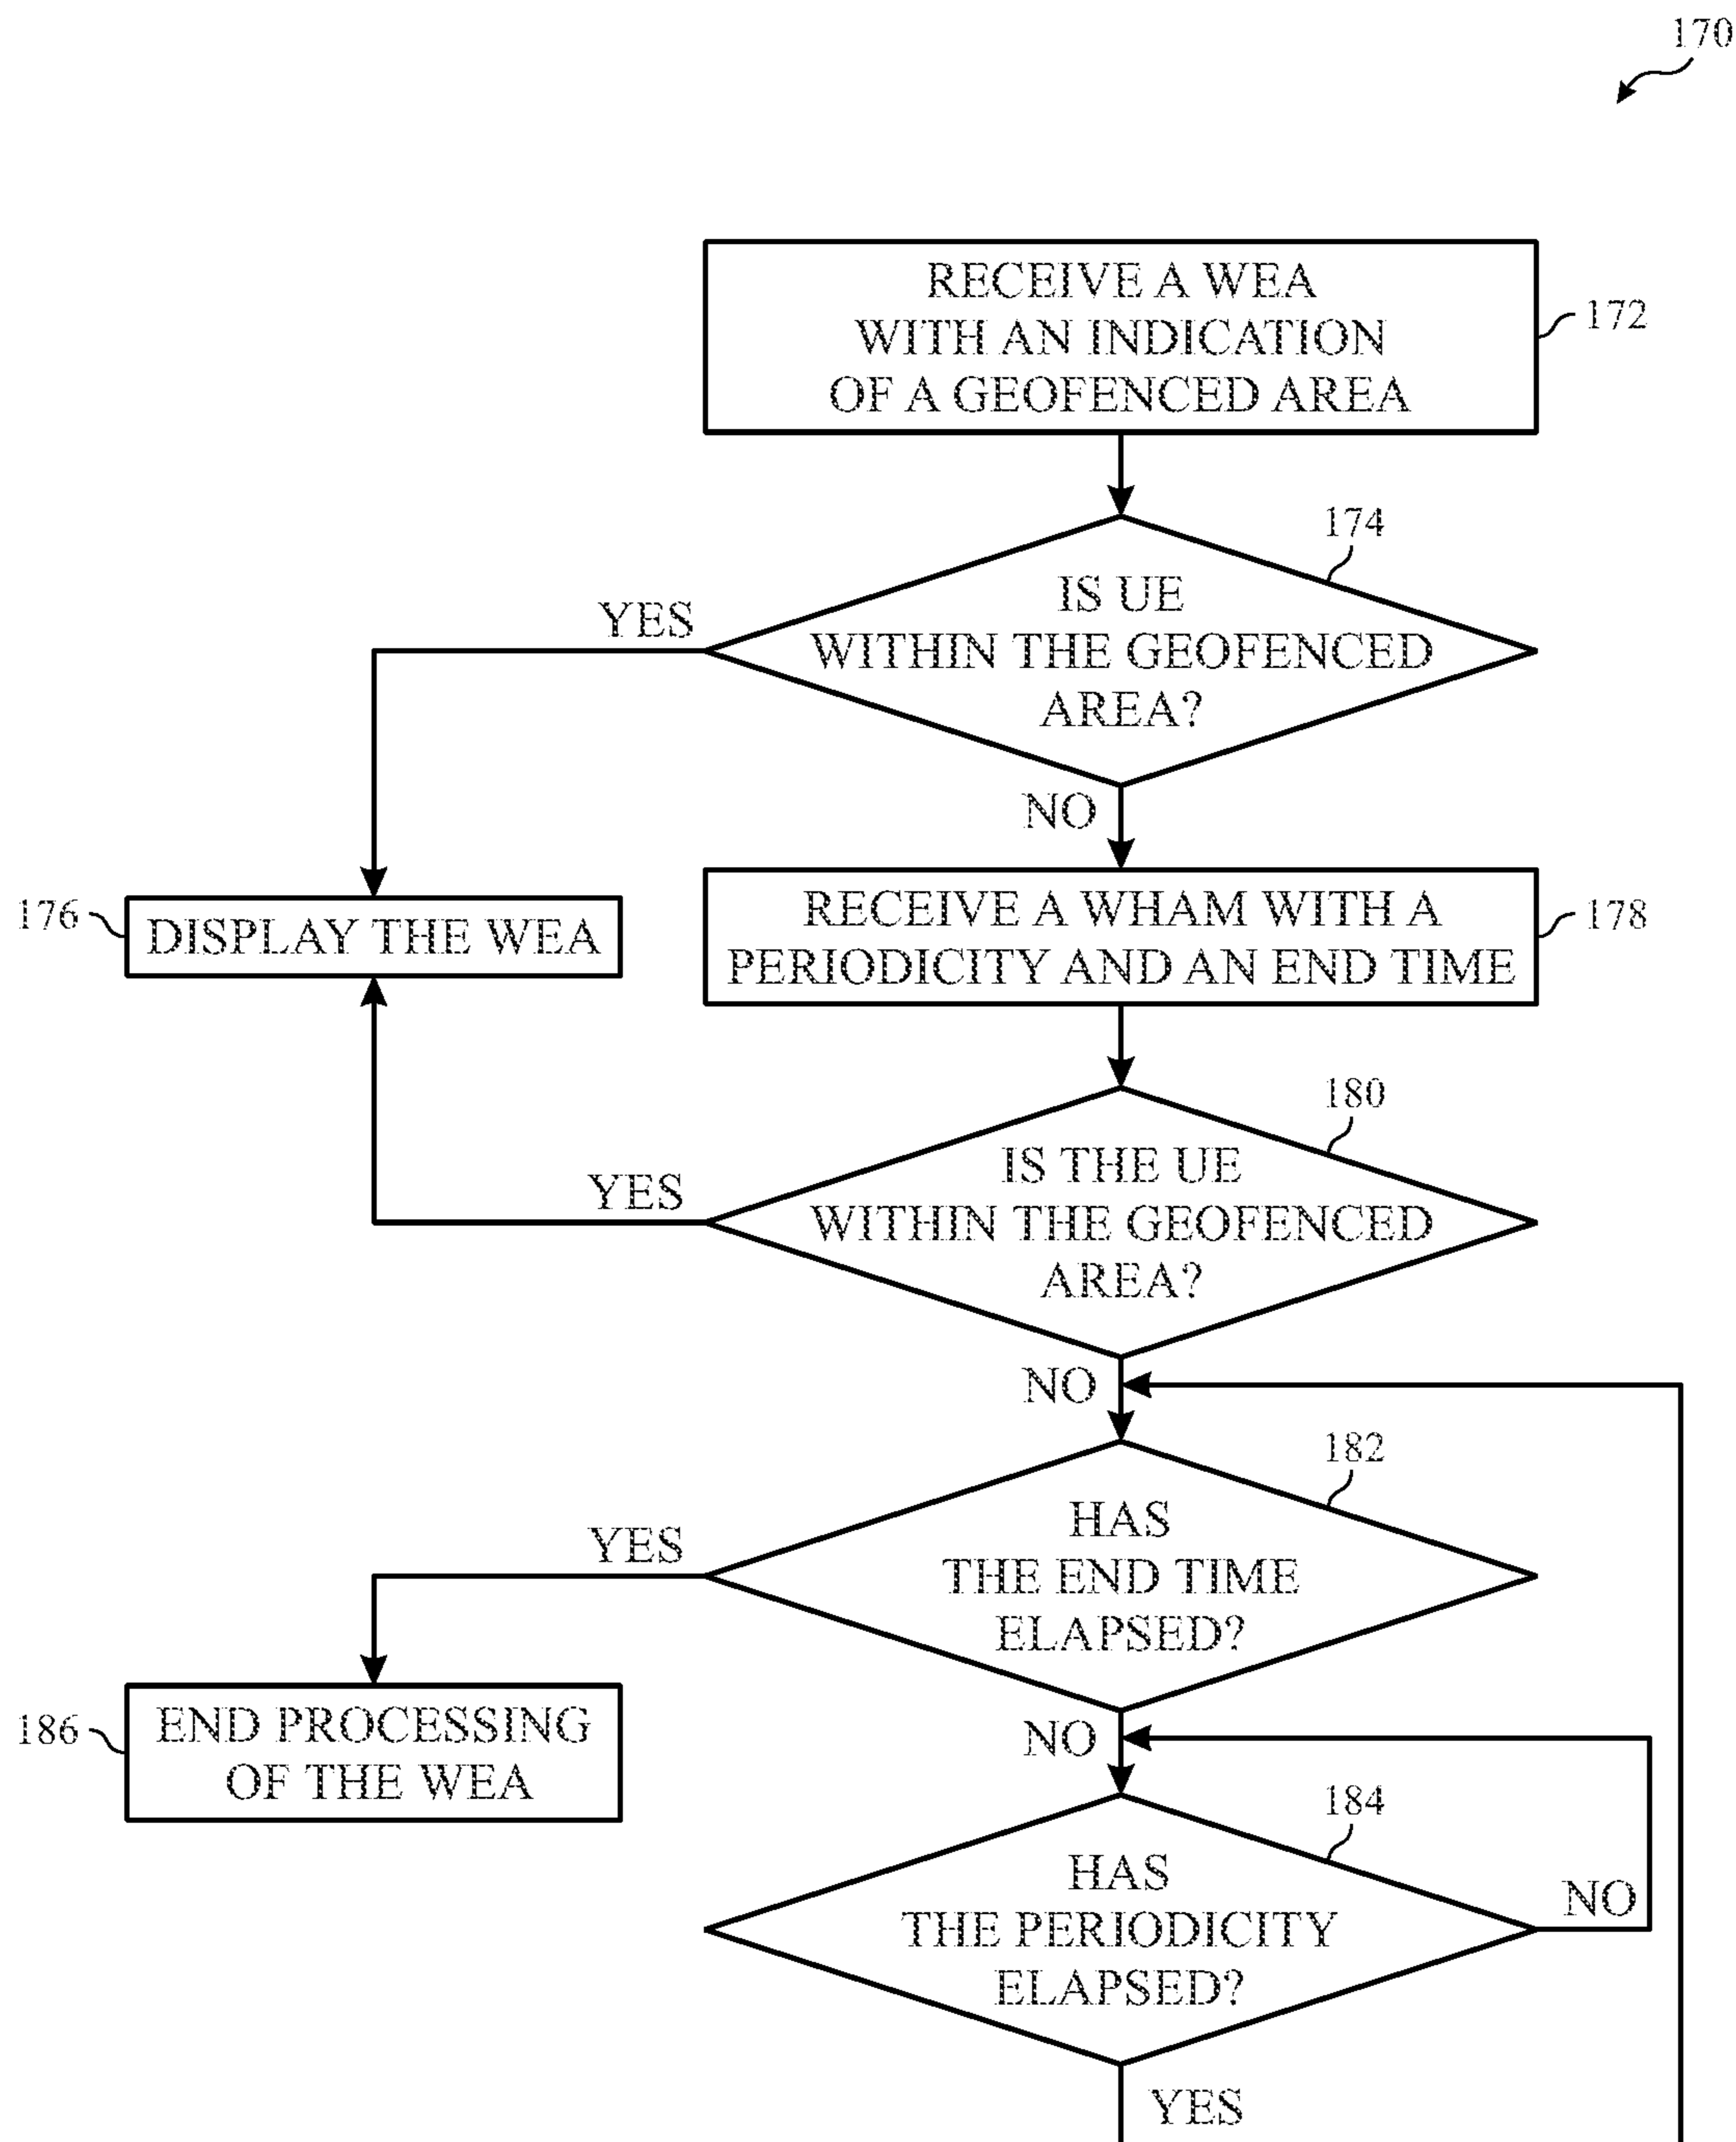 170
RECEIVE A WEA
WITH AN INDICATION
OF A GEOFENCED AREA
172
174
IS UE
WITHIN THE GEOFENCED
AREA?
YES
NO
176
DISPLAY THE WEA
RECEIVE A WHAM WITH A
PERIODICITY AND AN END TIME
178
180
IS THE UE
WITHIN THE GEOFENCED
AREA?
YES
NO
182
HAS
THE END TIME
ELAPSED?
YES
NO
186
END PROCESSING
OF THE WEA
184
HAS
THE PERIODICITY
ELAPSED?
NO
YES